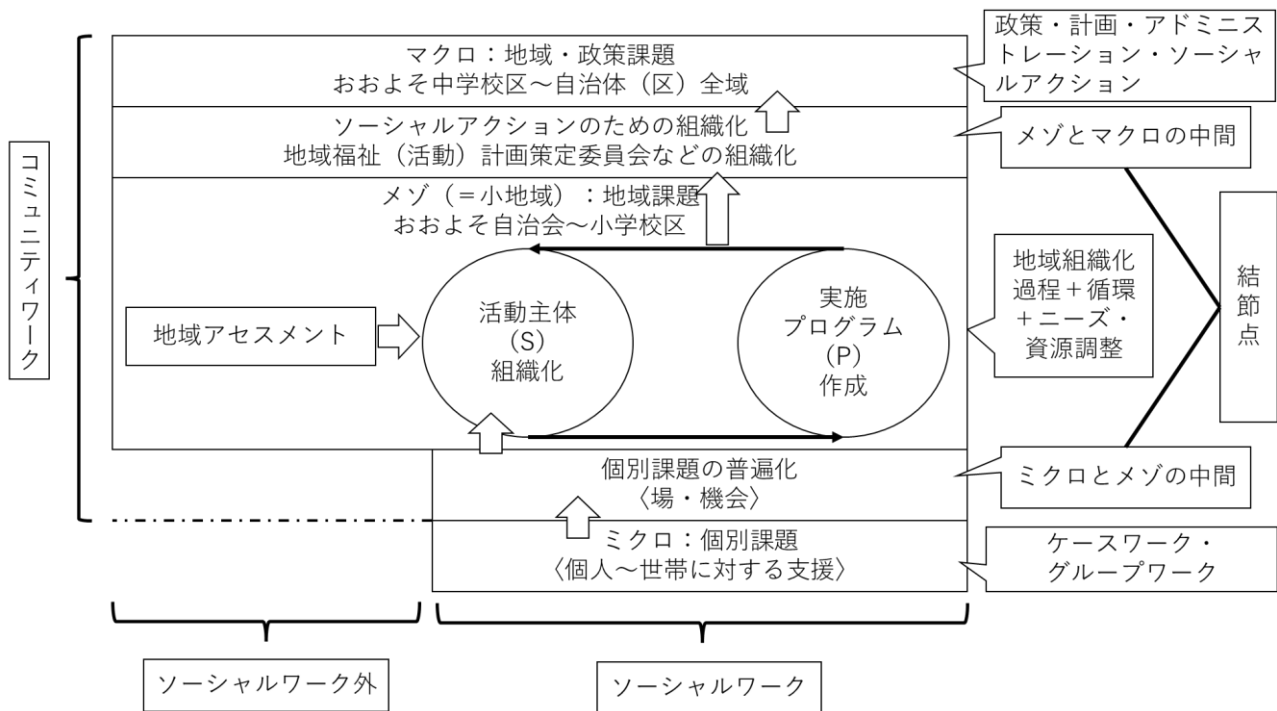 マクロ：地域・政策課題
おおよそ中学校区～自治体（区）全域
政策・計画・アドミニス
トレーション・ソーシャ
ルアクション
ソーシャルアクションのための組織化
地域福祉（活動）計画策定委員会などの組織化
メゾとマクロの中間
コミュニティワーク
メゾ（＝小地域）：地域課題
おおよそ自治会～小学校区
地域アセスメント
活動主体
(S)
組織化
実施
プログラム
(P)
作成
地域組織化
過程＋循環
＋ニーズ・
資源調整
結節点
個別課題の普遍化
〈場・機会〉
ミクロとメゾの中間
ミクロ：個別課題
〈個人～世帯に対する支援〉
ケースワーク・
グループワーク
ソーシャルワーク外
ソーシャルワーク